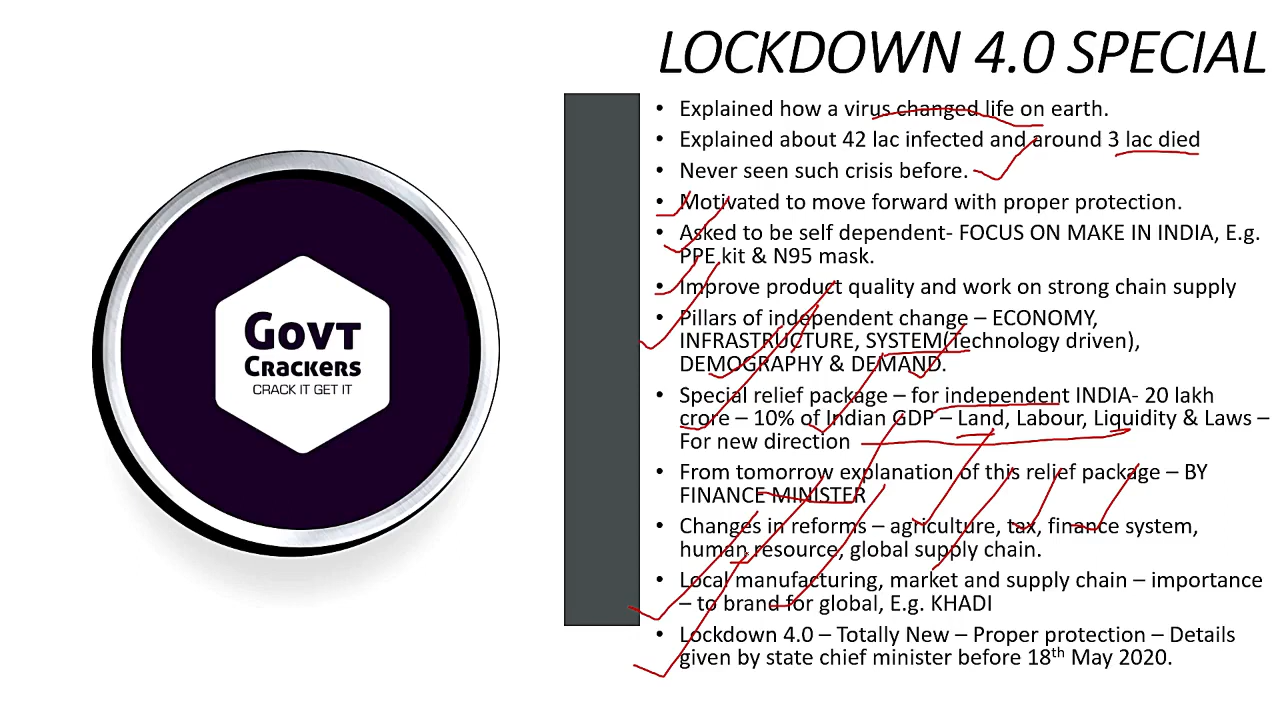 LOCKDOWN 4.0 SPECIAL
GOVT
CRACKERS
CRACK IT GET IT
• Explained how a virus changed life on earth.
• Explained about 42 lac infected and around 3 lac died
• Never seen such crisis before.
• Motivated to move forward with proper protection.
• Asked to be self dependent- FOCUS ON MAKE IN INDIA, E.g.
PPE kit & N95 mask.
• Improve product quality and work on strong chain supply
• Pillars of independent change – ECONOMY,
INFRASTRUCTURE, SYSTEM(Technology driven),
DEMOGRAPHY & DEMAND.
• Special relief package – for independent INDIA- 20 lakh
crore – 10% of Indian GDP – Land, Labour, Liquidity & Laws –
For new direction
• From tomorrow explanation of this relief package – BY
FINANCE MINISTER
• Changes in reforms – agriculture, tax, finance system,
human resource, global supply chain.
• Local manufacturing, market and supply chain – importance
– to brand for global, E.g. KHADI
• Lockdown 4.0 – Totally New – Proper protection – Details
given by state chief minister before 18th May 2020.